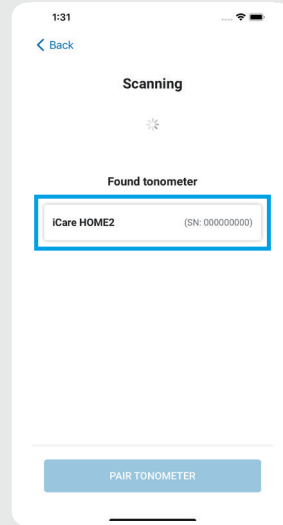 1:31
Back
Scanning
Found tonometer
iCare HOME2 (SN: 000000000)
PAIR TONOMETER